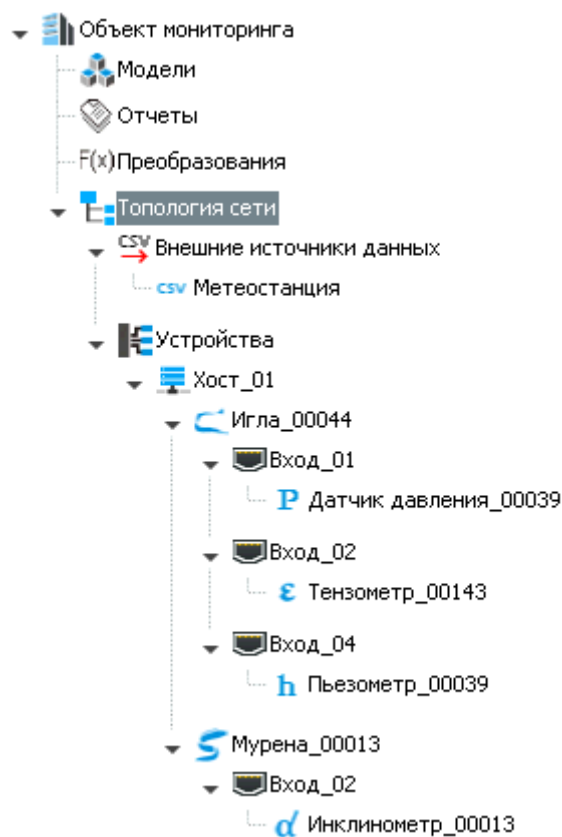 Объект мониторинга
Модели
Отчеты
F(x) Преобразования
Топология сети
CSV Внешние источники данных
csv Метеостанция
Устройства
Хост_01
Игла_00044
Вход_01
P Датчик давления_00039
Вход_02
ε Тензометр_00143
Вход_04
h Пьезометр_00039
Мурена_00013
Вход_02
α Инклинометр_00013